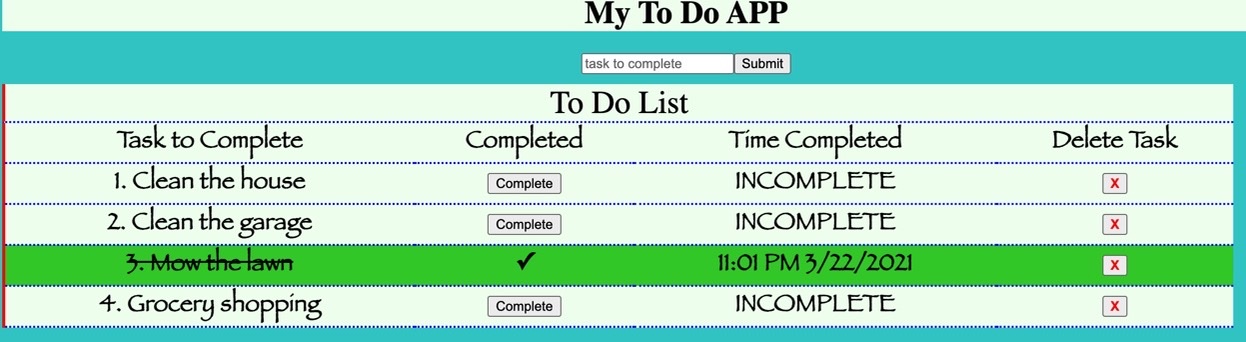 My To Do APP
task to complete Submit
To Do List
Task to Complete Completed Time Completed Delete Task
1. Clean the house Complete INCOMPLETE X
2. Clean the garage Complete INCOMPLETE X
3. Mow the lawn ✔ 11:01 PM 3/22/2021 X
4. Grocery shopping Complete INCOMPLETE X